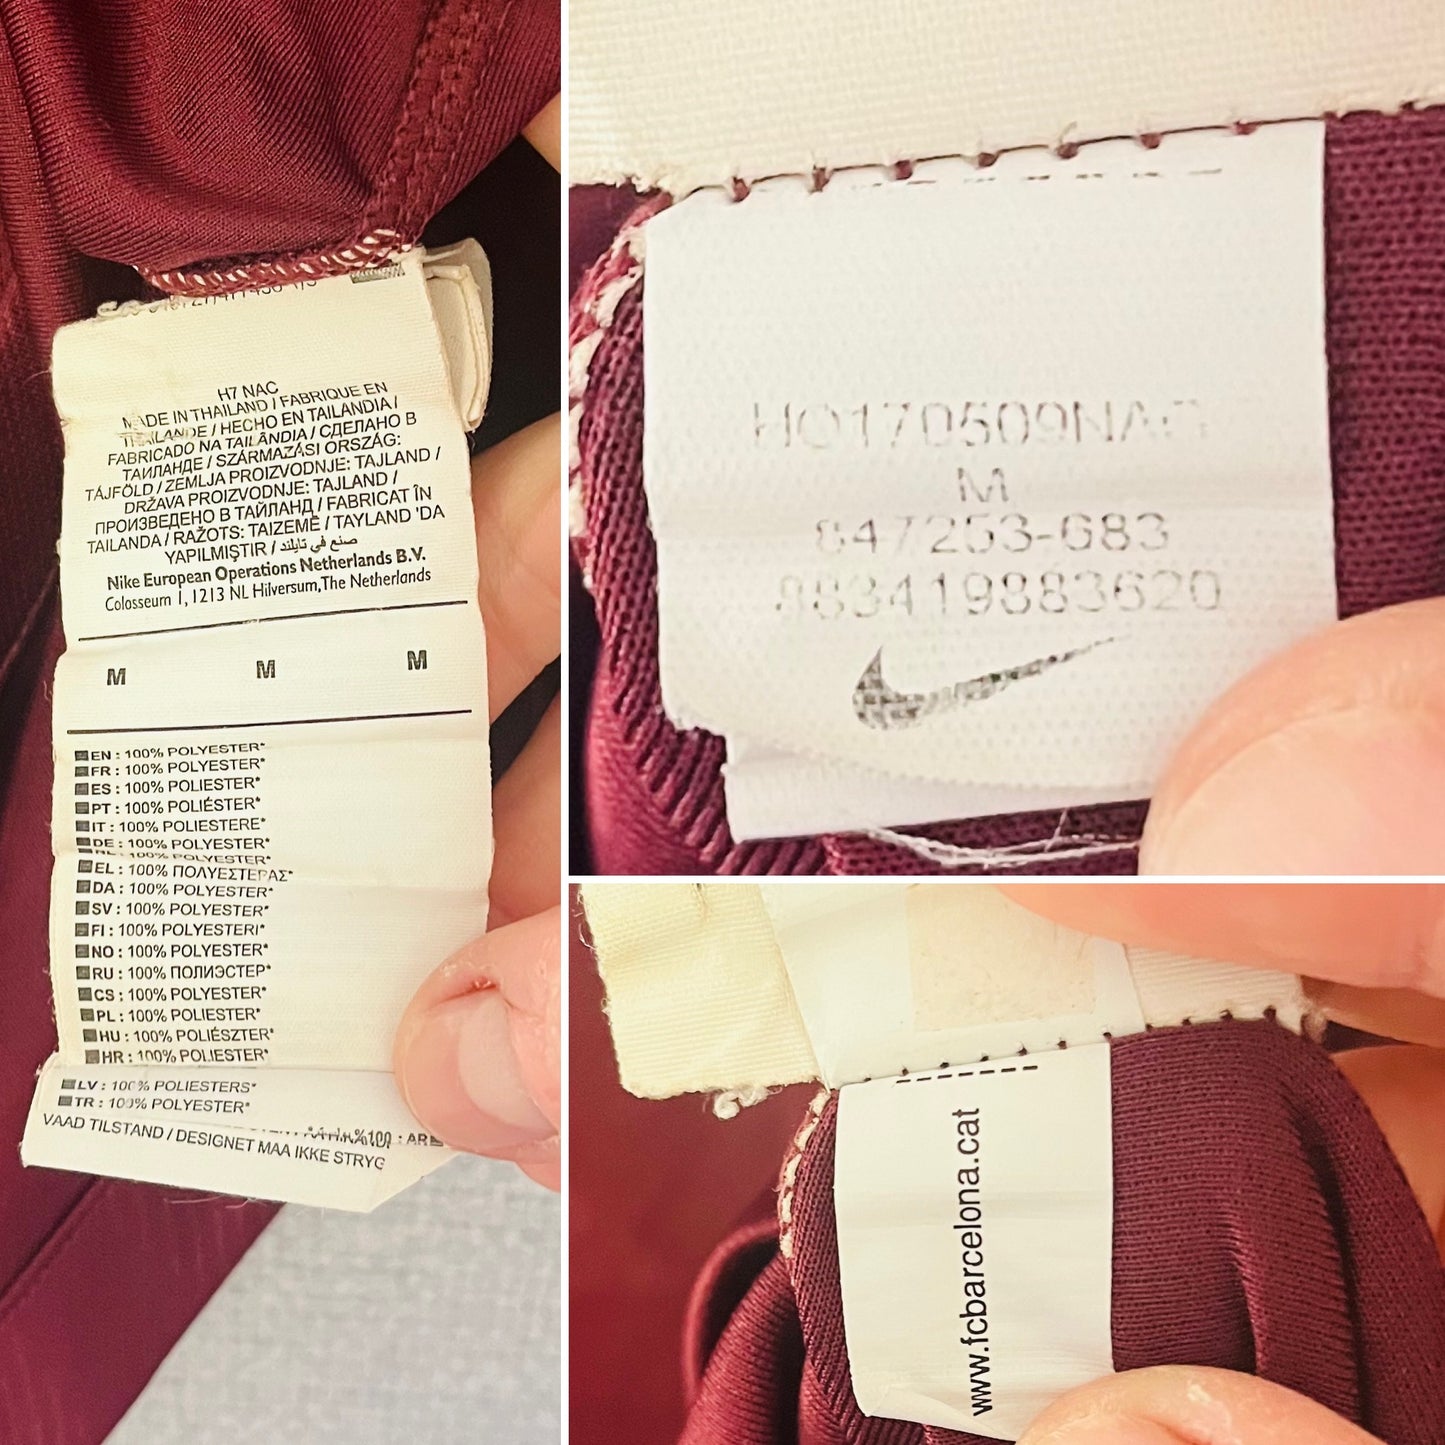 H7 NAC
MADE IN THAILAND / FABRIQUE EN
THAILANDE / HECHO EN TAILANDIA /
FABRICADO NA TAILÂNDIA / СДЕЛАНО В
ТАИЛАНДЕ / SZÁRMAZÁSI ORSZÁG:
TÁJFÖLD / ZEMLJA PROIZVODNJE: TAJLAND /
DRŽAVA PROIZVODNJE: TAJLAND /
ПРОИЗВЕДЕНО В ТАЙЛАНД / FABRICAT ÎN
TAILANDA / RAŽOTS: TAIZEMĒ / TAYLAND 'DA
YAPILMIŞTIR / صنع في تايلند
Nike European Operations Netherlands B.V.
Colosseum 1, 1213 NL Hilversum, The Netherlands
M M M
EN : 100% POLYESTER*
FR : 100% POLYESTER*
ES : 100% POLIESTER*
PT : 100% POLIÉSTER*
IT : 100% POLIESTERE*
DE : 100% POLYESTER*
100% POLYESTER*
EL : 100% ΠΟΛΥΕΣΤΕΡΑΣ*
DA : 100% POLYESTER*
SV : 100% POLYESTER*
FI : 100% POLYESTERI*
NO : 100% POLYESTER*
RU : 100% ПОЛИЭСТЕР*
CS : 100% POLYESTER*
PL : 100% POLYESTER*
HU : 100% POLIÉSZTER*
HR : 100% POLIESTER*
LV : 100% POLIESTERS*
TR : 100% POLYESTER*
%100 : AR
VAAD TILSTAND / DESIGNET MAA IKKE STRYG
HO170509NAC
M
847253-683
883419883620
www.fcbarcelona.cat